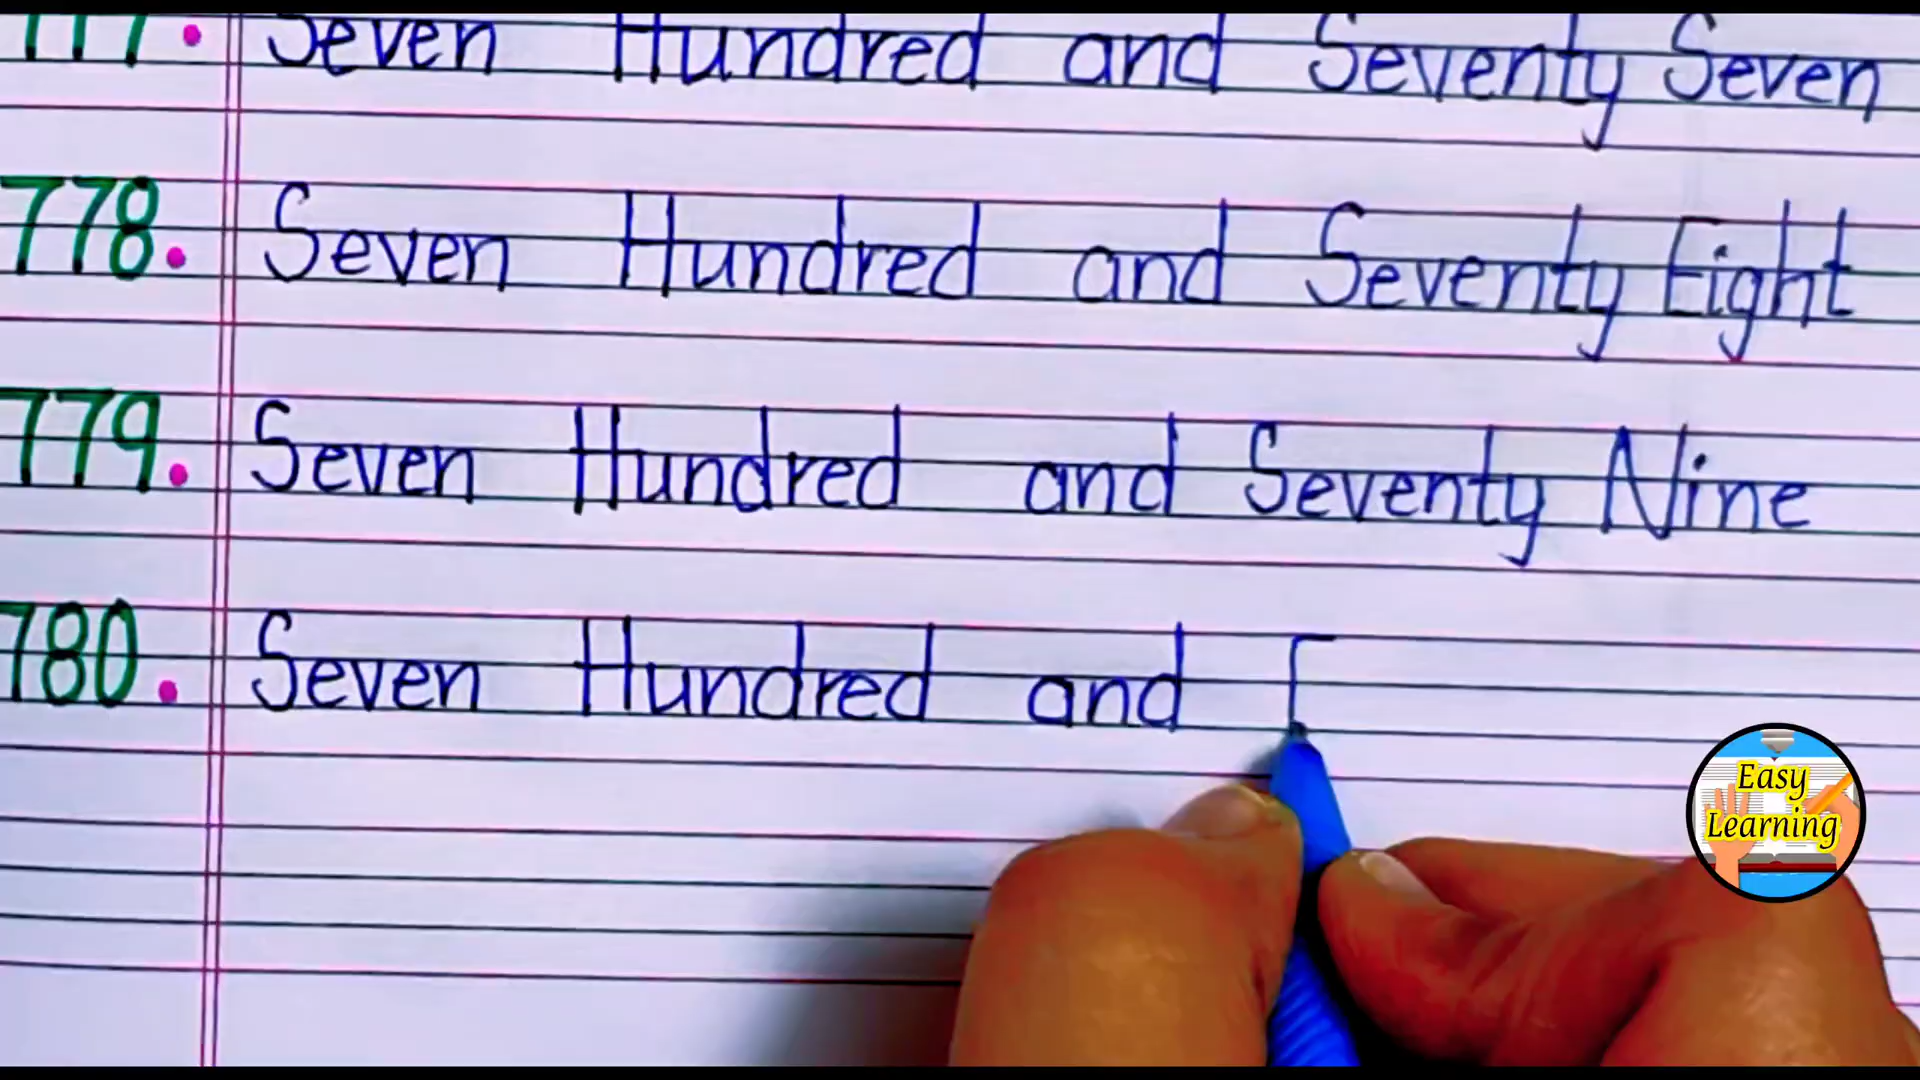 777. Seven Hundred and Seventy Seven
778. Seven Hundred and Seventy Eight
779. Seven Hundred and Seventy Nine
780. Seven Hundred and
Easy
Learning